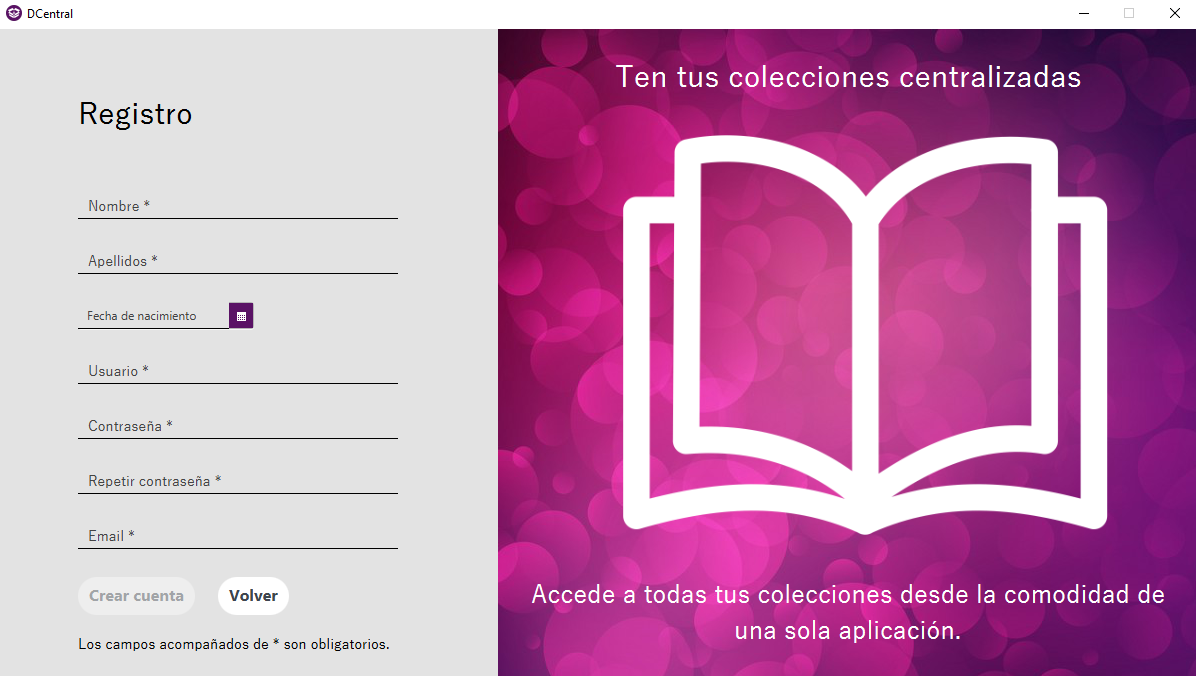 DCentral
Registro
Nombre *
Apellidos *
Fecha de nacimiento
Usuario *
Contraseña *
Repetir contraseña *
Email *
Crear cuenta
Volver
Los campos acompañados de * son obligatorios.
Ten tus colecciones centralizadas
Accede a todas tus colecciones desde la comodidad de
una sola aplicación.